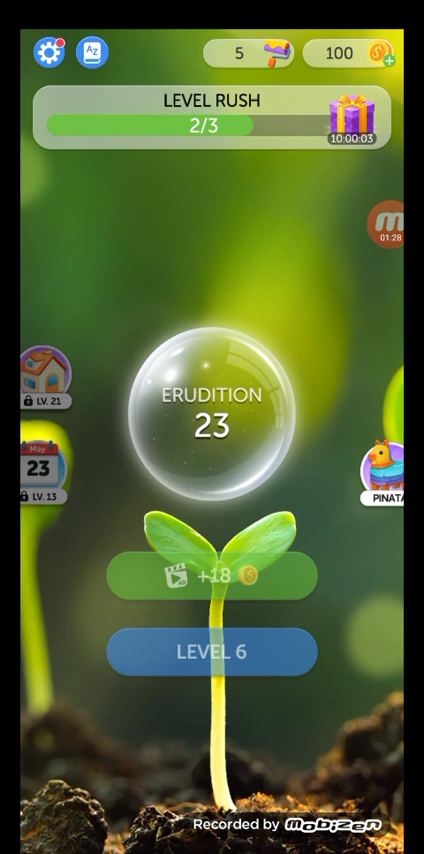 AZ
5
100
LEVEL RUSH
2/3
10:00:03
m
01:28
ERUDITION
23
LV. 21
May
23
LV. 13
PINATA
+18
LEVEL 6
Recorded by mobizen